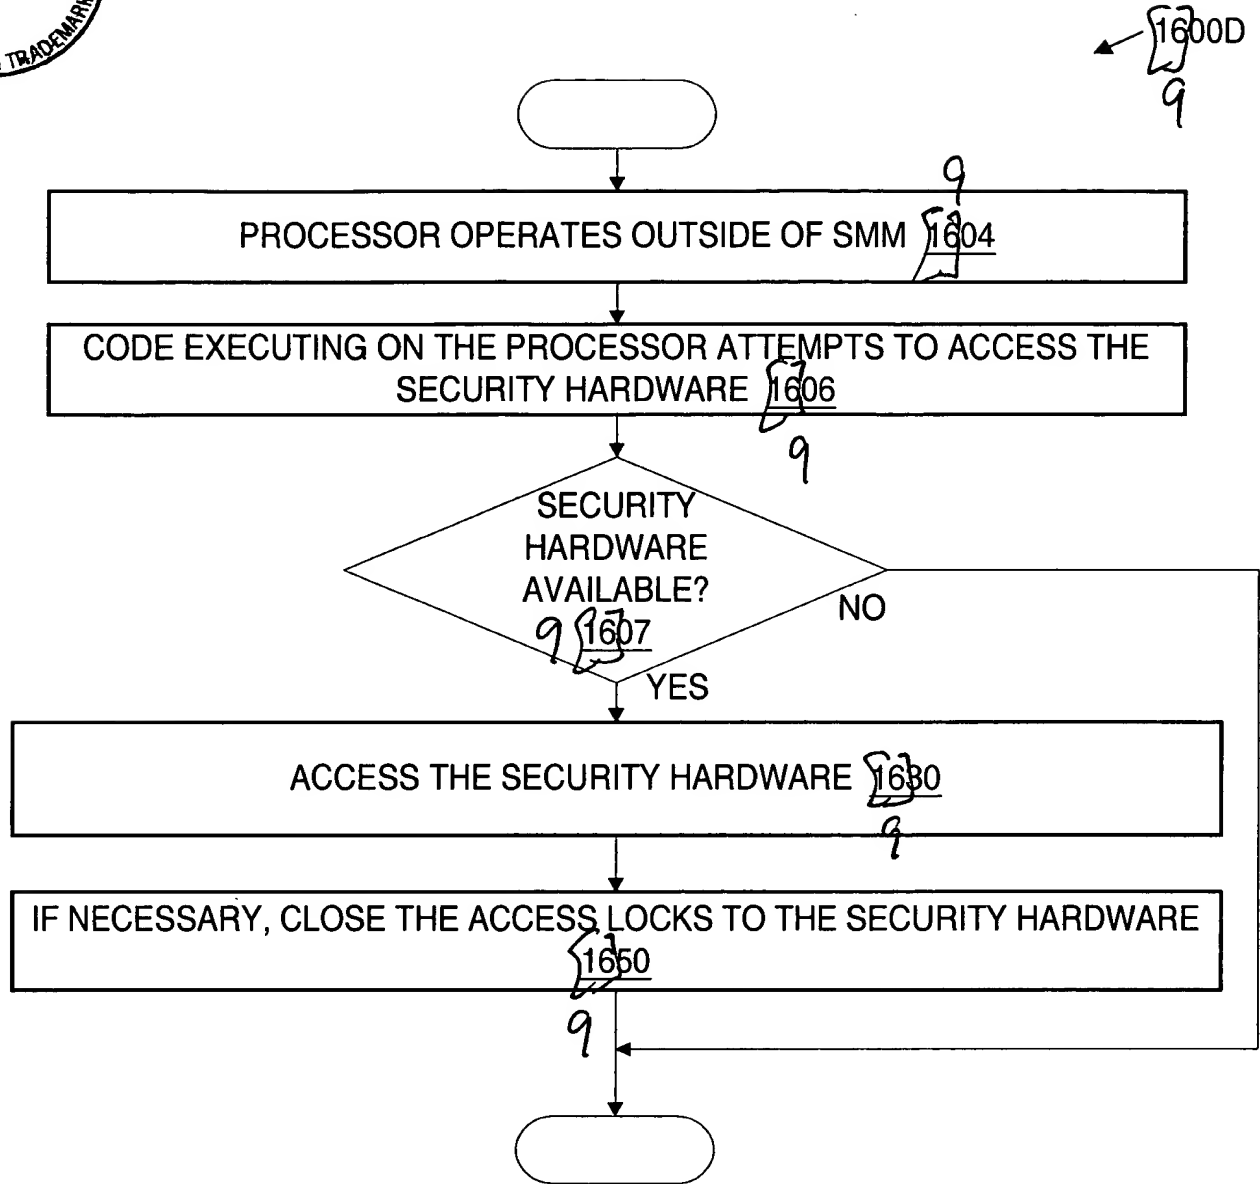 TRADEMARK
1600D
9
9
PROCESSOR OPERATES OUTSIDE OF SMM 1604
CODE EXECUTING ON THE PROCESSOR ATTEMPTS TO ACCESS THE
SECURITY HARDWARE 1606
9
SECURITY
HARDWARE
AVAILABLE?
NO
9 1607
YES
ACCESS THE SECURITY HARDWARE 1630
9
IF NECESSARY, CLOSE THE ACCESS LOCKS TO THE SECURITY HARDWARE
1650
9